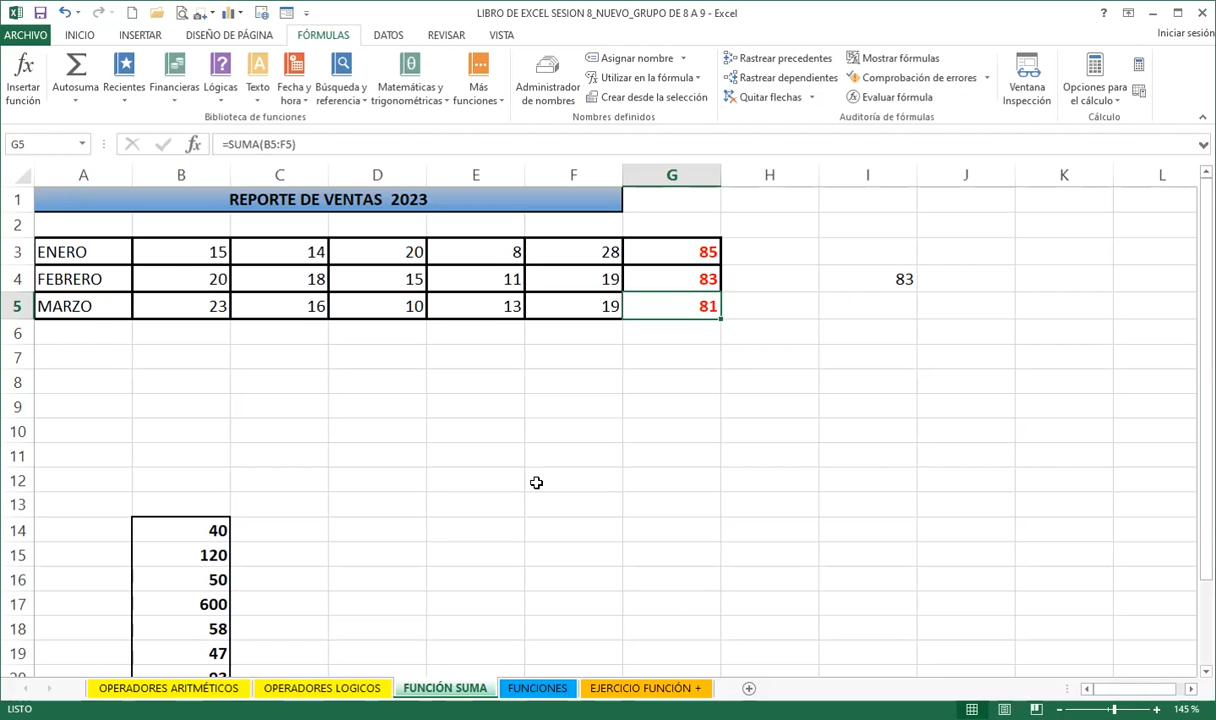 LIBRO DE EXCEL SESION 8_NUEVO_GRUPO DE 8 A 9 - Excel
ARCHIVO INICIO INSERTAR DISEÑO DE PÁGINA FÓRMULAS DATOS REVISAR VISTA Iniciar sesión
Insertar función
Autosuma
Recientes
Financieras
Lógicas
Texto
Fecha y hora
Búsqueda y referencia
Matemáticas y trigonométricas
Más funciones
Biblioteca de funciones
Administrador de nombres
Asignar nombre
Utilizar en la fórmula
Crear desde la selección
Nombres definidos
Rastrear precedentes
Rastrear dependientes
Quitar flechas
Mostrar fórmulas
Comprobación de errores
Evaluar fórmula
Auditoría de fórmulas
Ventana Inspección
Opciones para el cálculo
Cálculo
G5 fx =SUMA(B5:F5)
A B C D E F G H I J K L
1 REPORTE DE VENTAS 2023
2
3 ENERO 15 14 20 8 28 85
4 FEBRERO 20 18 15 11 19 83 83
5 MARZO 23 16 10 13 19 81
6
7
8
9
10
11
12
13
14 40
15 120
16 50
17 600
18 58
19 47
20 93
OPERADORES ARITMÉTICOS OPERADORES LOGICOS FUNCIÓN SUMA FUNCIONES EJERCICIO FUNCIÓN +
LISTO 145 %